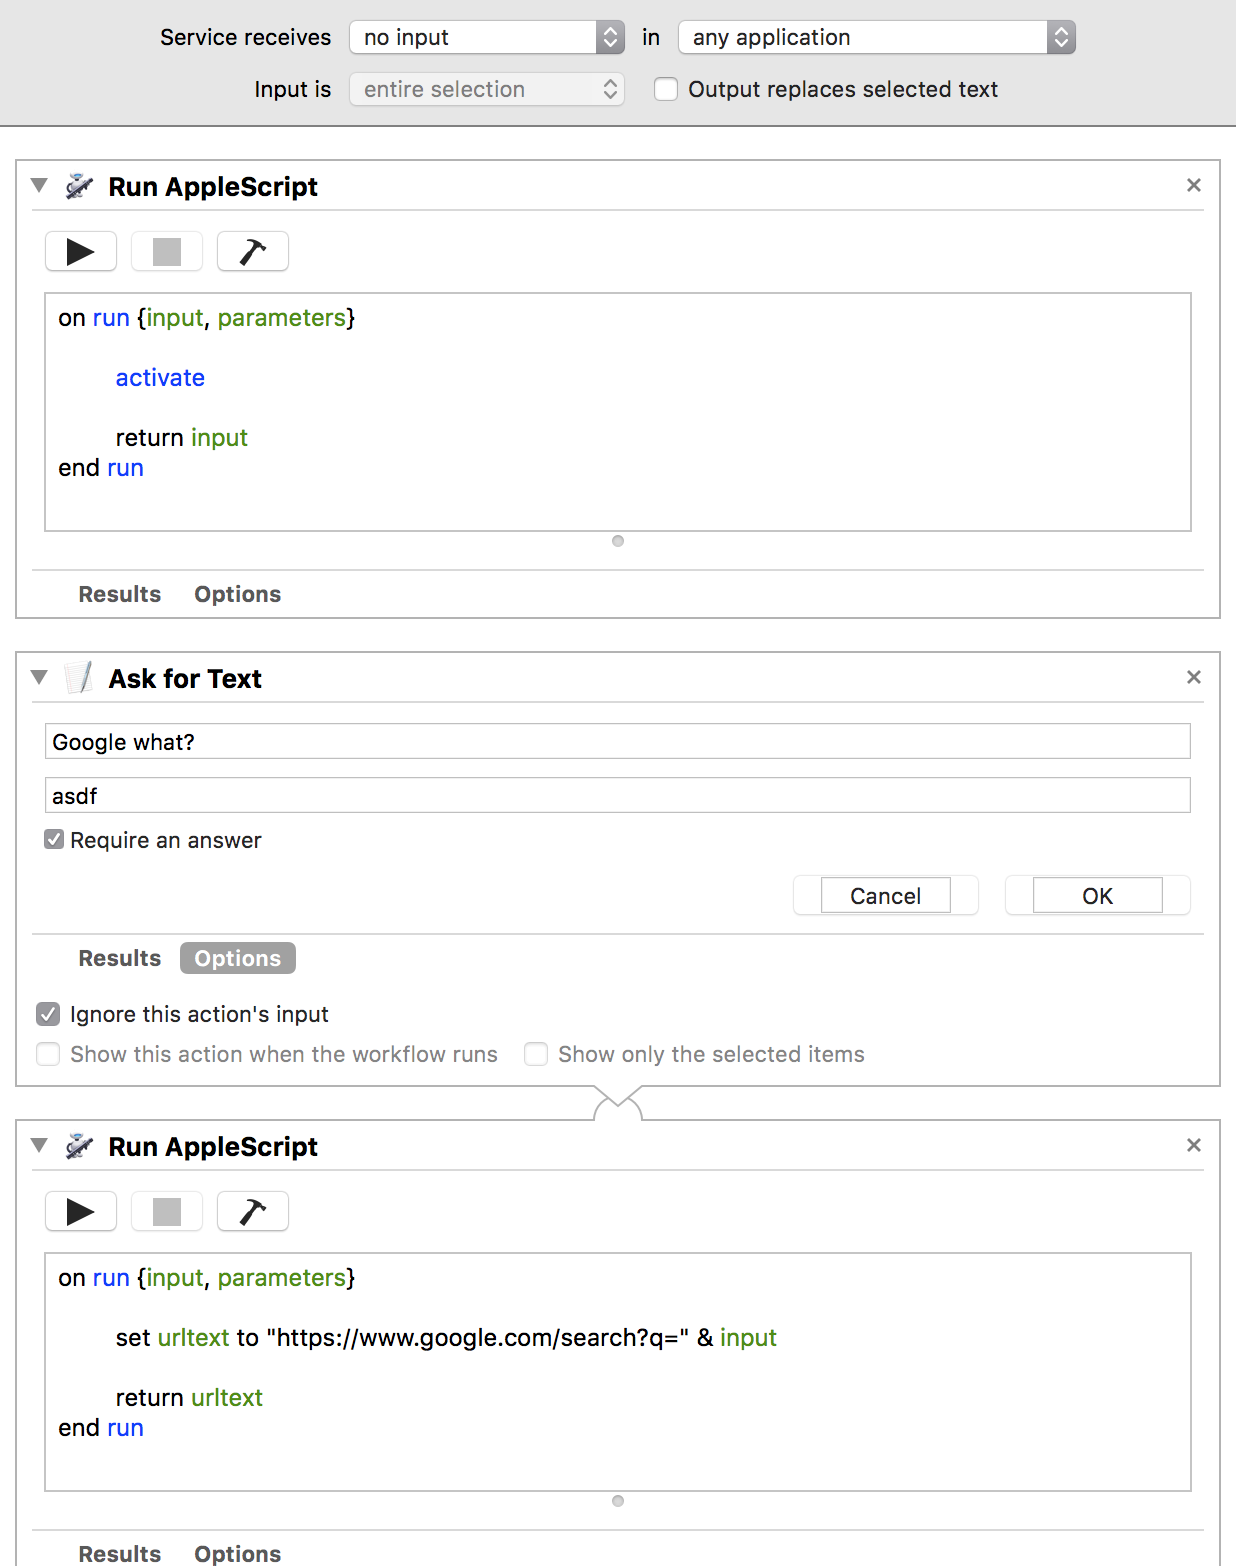 Service receives no input in any application
Input is entire selection Output replaces selected text
Run AppleScript
on run {input, parameters}
activate
return input
end run
Results Options
Ask for Text
Google what?
asdf
Require an answer
Cancel OK
Results Options
Ignore this action's input
Show this action when the workflow runs Show only the selected items
Run AppleScript
on run {input, parameters}
set urltext to "https://www.google.com/search?q=" & input
return urltext
end run
Results Options